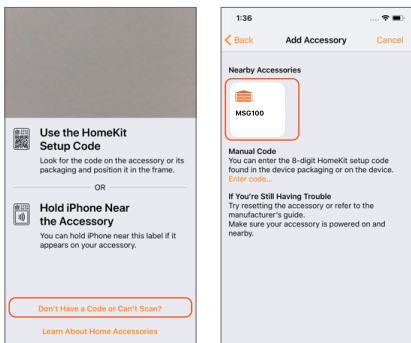 Use the HomeKit
Setup Code
Look for the code on the accessory or its
packaging and position it in the frame.
OR
Hold iPhone Near
the Accessory
You can hold iPhone near this label if it
appears on your accessory.
Don't Have a Code or Can't Scan?
Learn About Home Accessories
1:36
Back Add Accessory Cancel
Nearby Accessories
MSG100
Manual Code
You can enter the 8-digit HomeKit setup code
found in the device packaging or on the device.
Enter code...
If You're Still Having Trouble
Try resetting the accessory or refer to the
manufacturer's guide.
Make sure your accessory is powered on and
nearby.